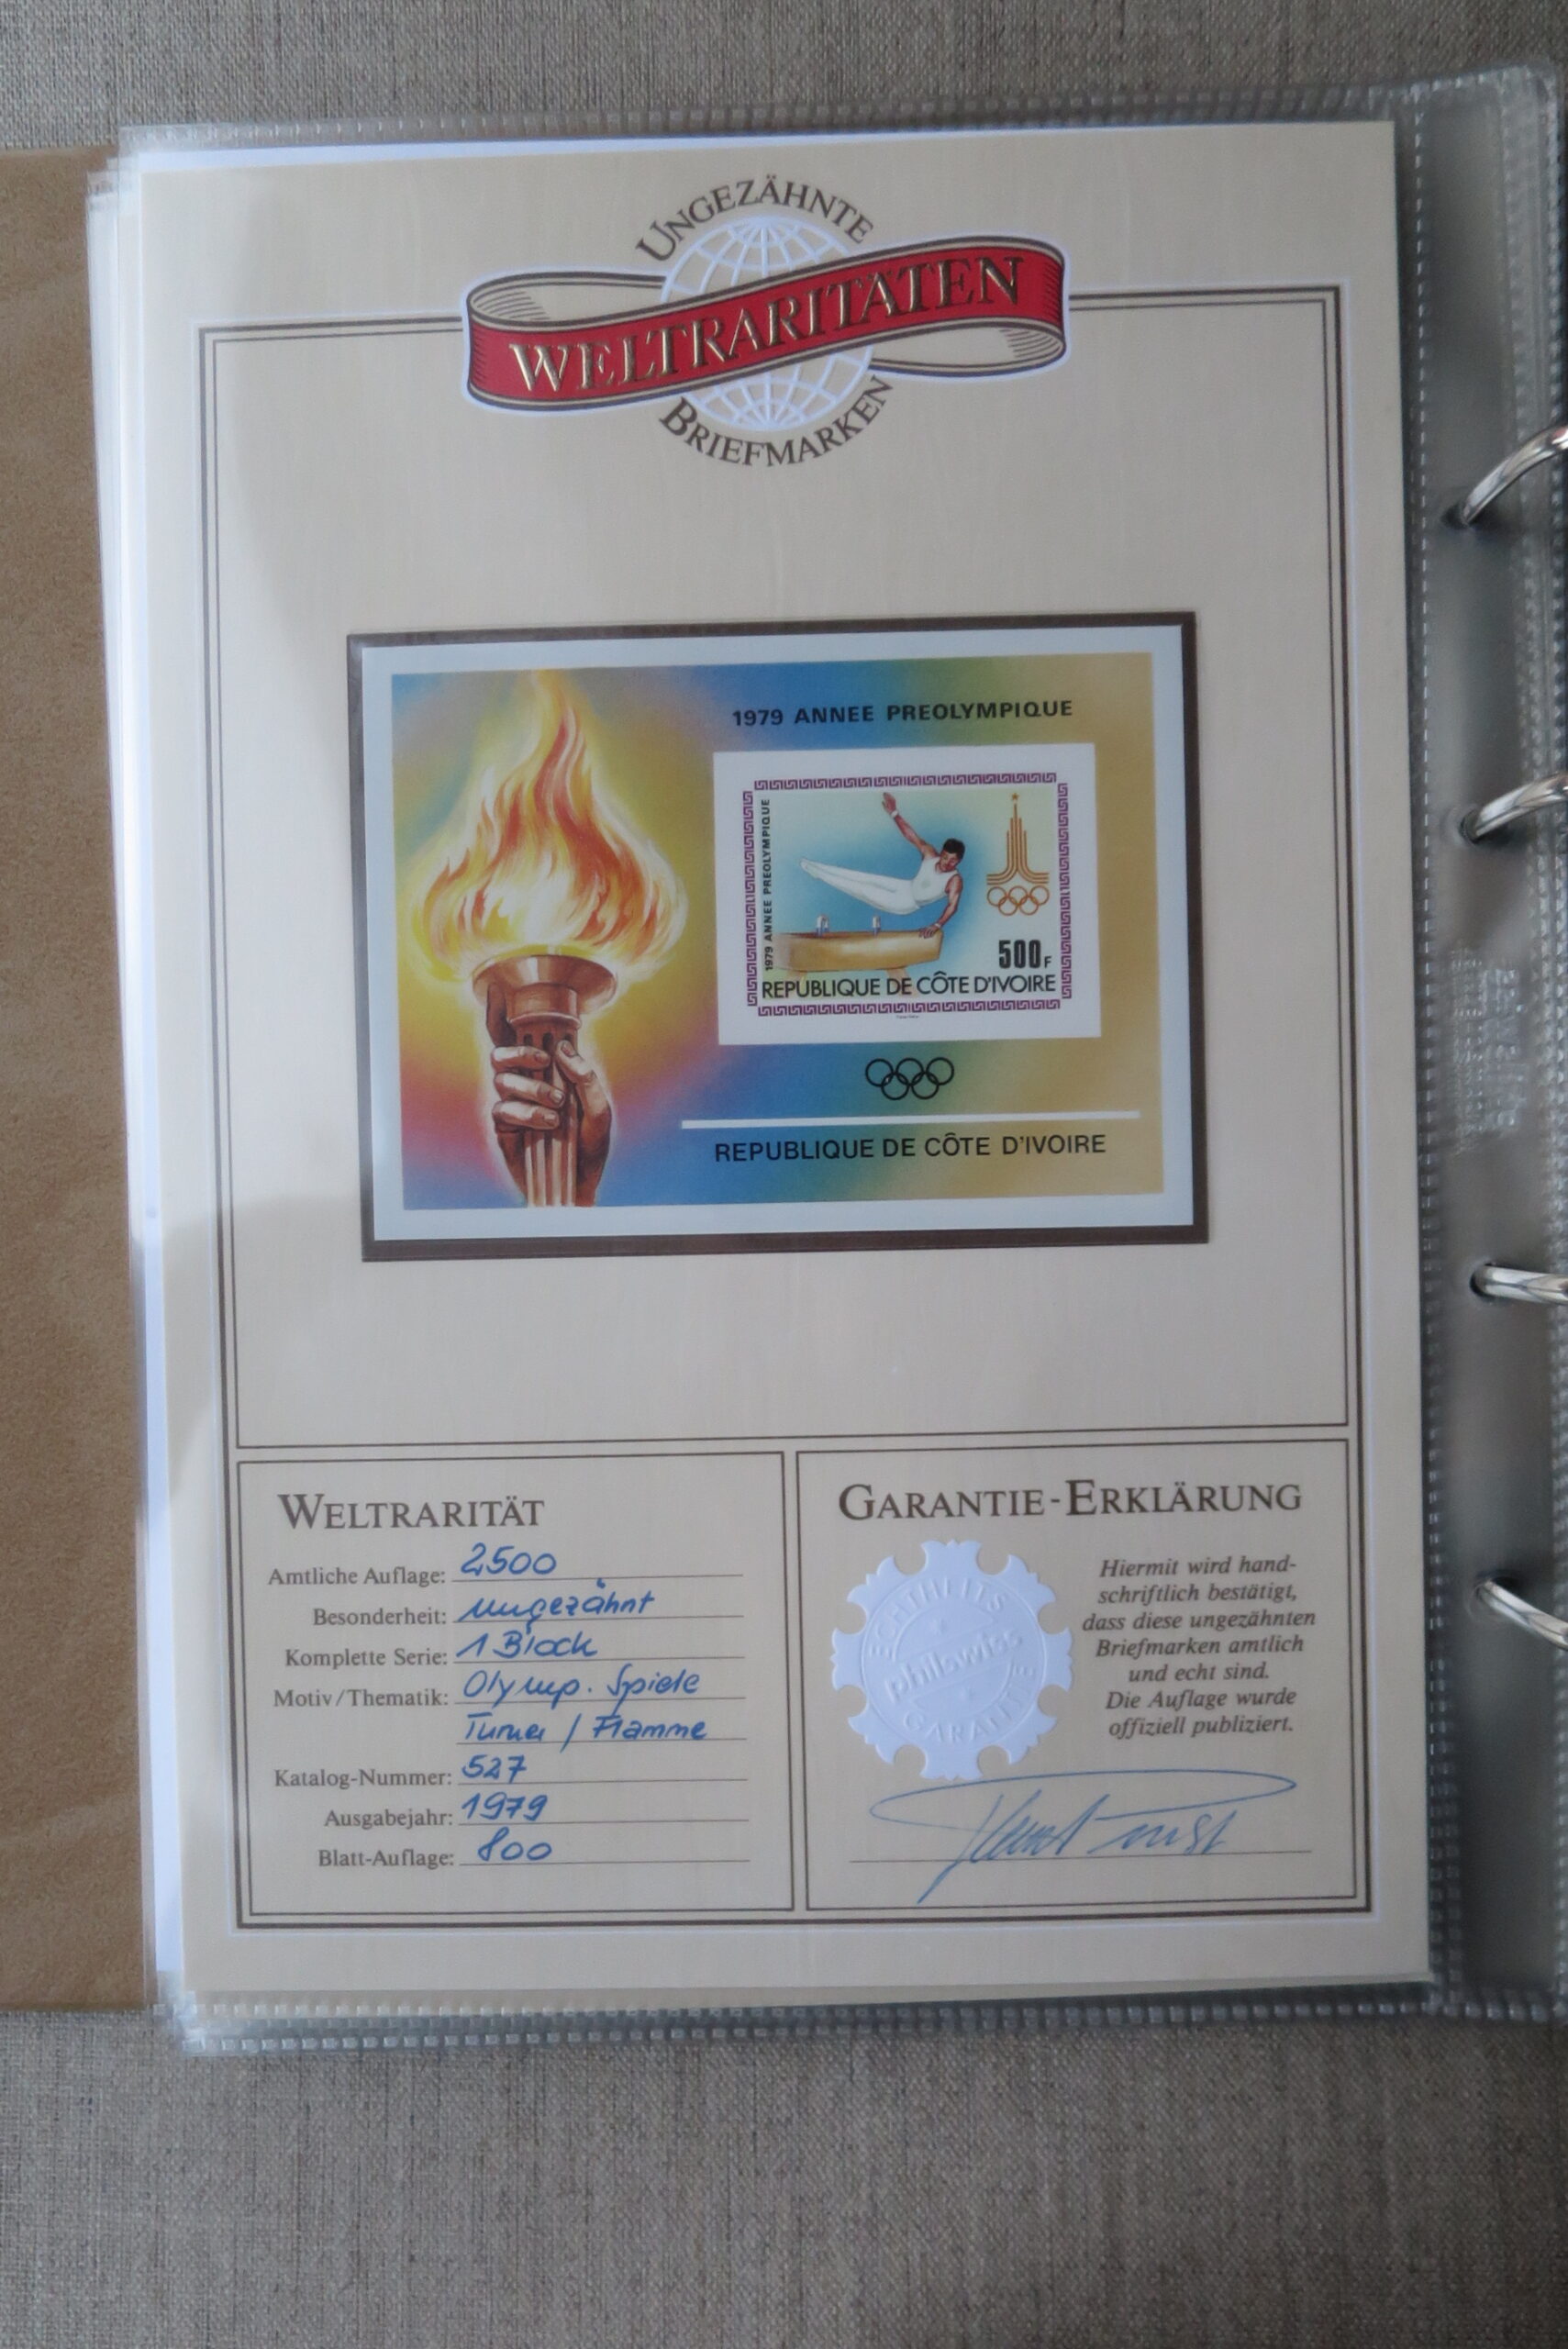 UNGEZÄHNTE
WELTRARITÄTEN
BRIEFMARKEN
1979 ANNEE PREOLYMPIQUE
1979 ANNEE PREOLYMPIQUE
500F
REPUBLIQUE DE CÔTE D'IVOIRE
REPUBLIQUE DE CÔTE D'IVOIRE
WELTRARITÄT
Amtliche Auflage: 2500
Besonderheit: ungezähnt
Komplette Serie: 1 Block
Motiv/Thematik: Olymp. Spiele
Turner / Flamme
Katalog-Nummer: 527
Ausgabejahr: 1979
Blatt-Auflage: 800
GARANTIE-ERKLÄRUNG
Hiermit wird hand-
schriftlich bestätigt,
dass diese ungezähnten
Briefmarken amtlich
und echt sind.
Die Auflage wurde
offiziell publiziert.
ECHTHEITS
philswiss
GARANTIE